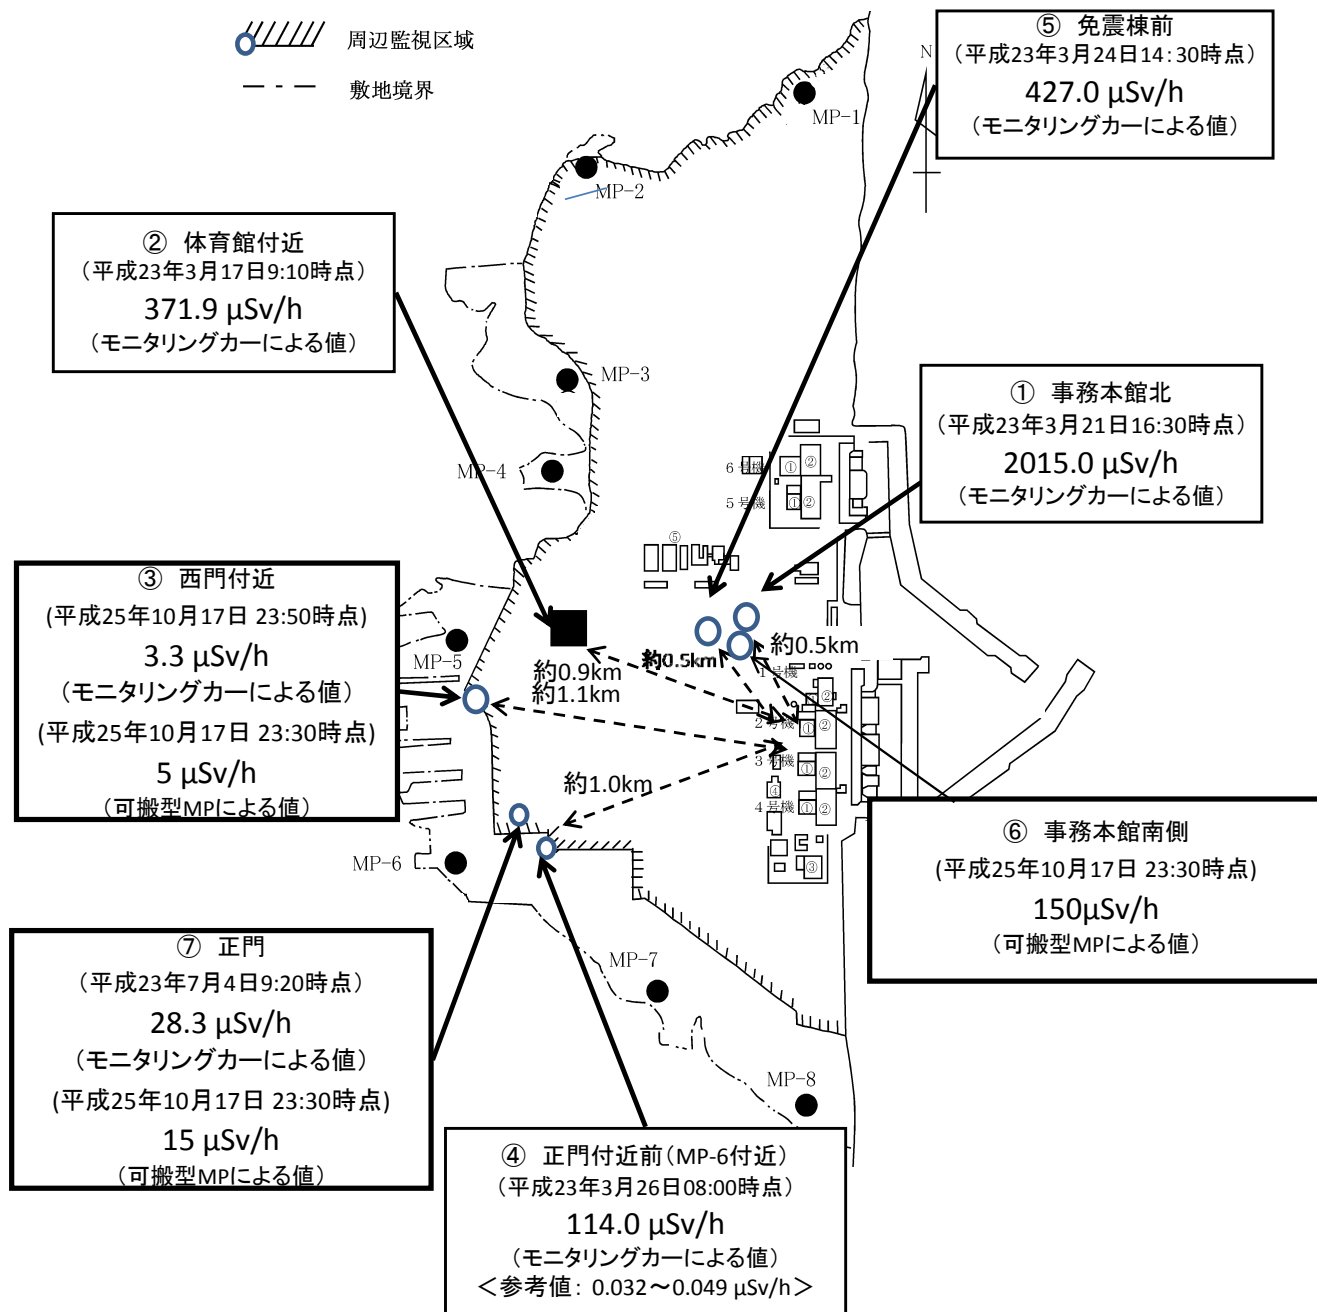 周辺監視区域
敷地境界
⑤ 免震棟前
（平成23年3月24日14：30時点）
427.0 μSv/h
（モニタリングカーによる値）
N
MP-1
MP-2
② 体育館付近
（平成23年3月17日9:10時点）
371.9 μSv/h
（モニタリングカーによる値）
MP-3
① 事務本館北
（平成23年3月21日16:30時点）
2015.0 μSv/h
（モニタリングカーによる値）
MP-4
6号機
① ②
5号機
① ②
⑤
③ 西門付近
(平成25年10月17日 23:50時点)
3.3 μSv/h
（モニタリングカーによる値）
(平成25年10月17日 23:30時点)
5 μSv/h
（可搬型MPによる値）
MP-5
約0.9km
約1.1km
約0.5km
約0.5km
1号機
②
2号機
① ②
3号機
① ②
④
4号機
① ②
③
約1.0km
MP-6
⑥ 事務本館南側
(平成25年10月17日 23:30時点)
150μSv/h
（可搬型MPによる値）
⑦ 正門
（平成23年7月4日9:20時点）
28.3 μSv/h
（モニタリングカーによる値）
(平成25年10月17日 23:30時点)
15 μSv/h
（可搬型MPによる値）
MP-7
MP-8
④ 正門付近前（MP-6付近）
（平成23年3月26日08:00時点）
114.0 μSv/h
（モニタリングカーによる値）
＜参考値： 0.032～0.049 μSv/h＞